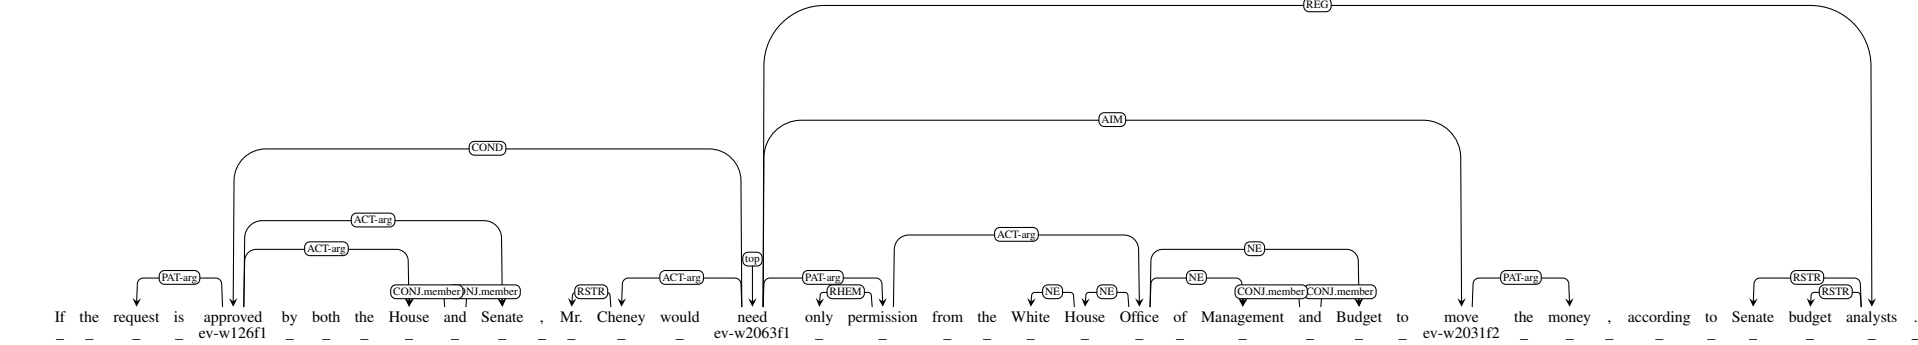 REG
AIM
COND
ACT-arg
ACT-arg NE
ACT-arg top
PAT-arg ACT-arg PAT-arg NE PAT-arg RSTR
CONJ.member NJ.member RSTR RHEM NE NE CONJ.member CONJ.member RSTR
If the request is approved by both the House and Senate , Mr. Cheney would need only permission from the White House Office of Management and Budget to move the money , according to Senate budget analysts .
_ _ _ _ ev-w126f1 _ _ _ _ _ _ _ _ _ _ ev-w2063f1 _ _ _ _ _ _ _ _ _ _ _ _ ev-w2031f2 _ _ _ _ _ _ _ _ _